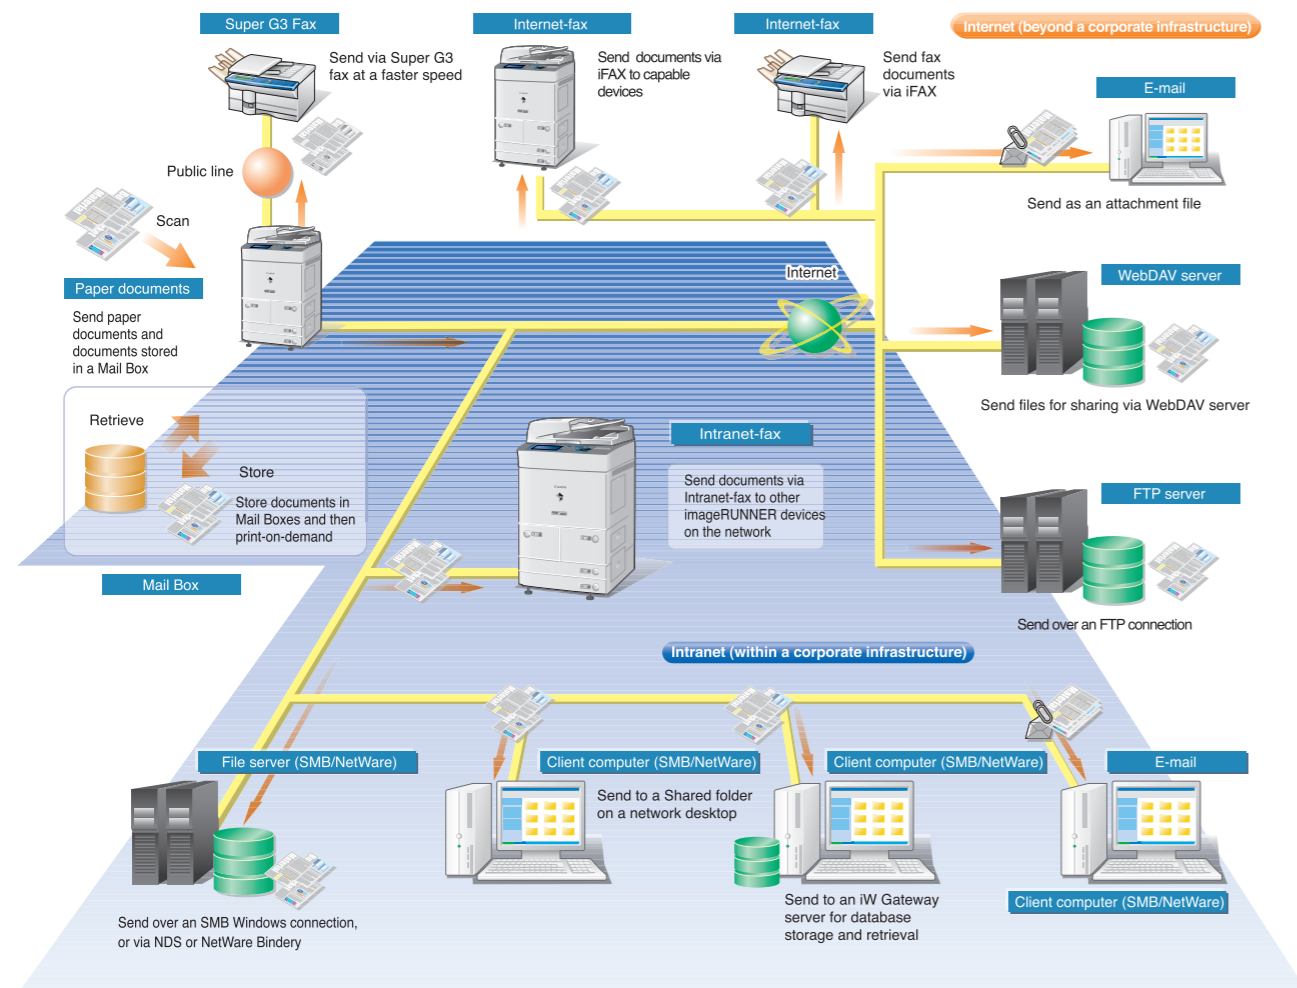 Super G3 Fax
Send via Super G3
fax at a faster speed
Internet-fax
Send documents via
iFAX to capable
devices
Internet-fax
Send fax
documents
via iFAX
Internet (beyond a corporate infrastructure)
E-mail
Send as an attachment file
Public line
Scan
Paper documents
Send paper
documents and
documents stored
in a Mail Box
Internet
WebDAV server
Send files for sharing via WebDAV server
Retrieve
Store
Store documents in
Mail Boxes and then
print-on-demand
Mail Box
Intranet-fax
Send documents via
Intranet-fax to other
imageRUNNER devices
on the network
FTP server
Send over an FTP connection
Intranet (within a corporate infrastructure)
File server (SMB/NetWare)
Send over an SMB Windows connection,
or via NDS or NetWare Bindery
Client computer (SMB/NetWare)
Send to a Shared folder
on a network desktop
Client computer (SMB/NetWare)
Send to an iW Gateway
server for database
storage and retrieval
E-mail
Client computer (SMB/NetWare)